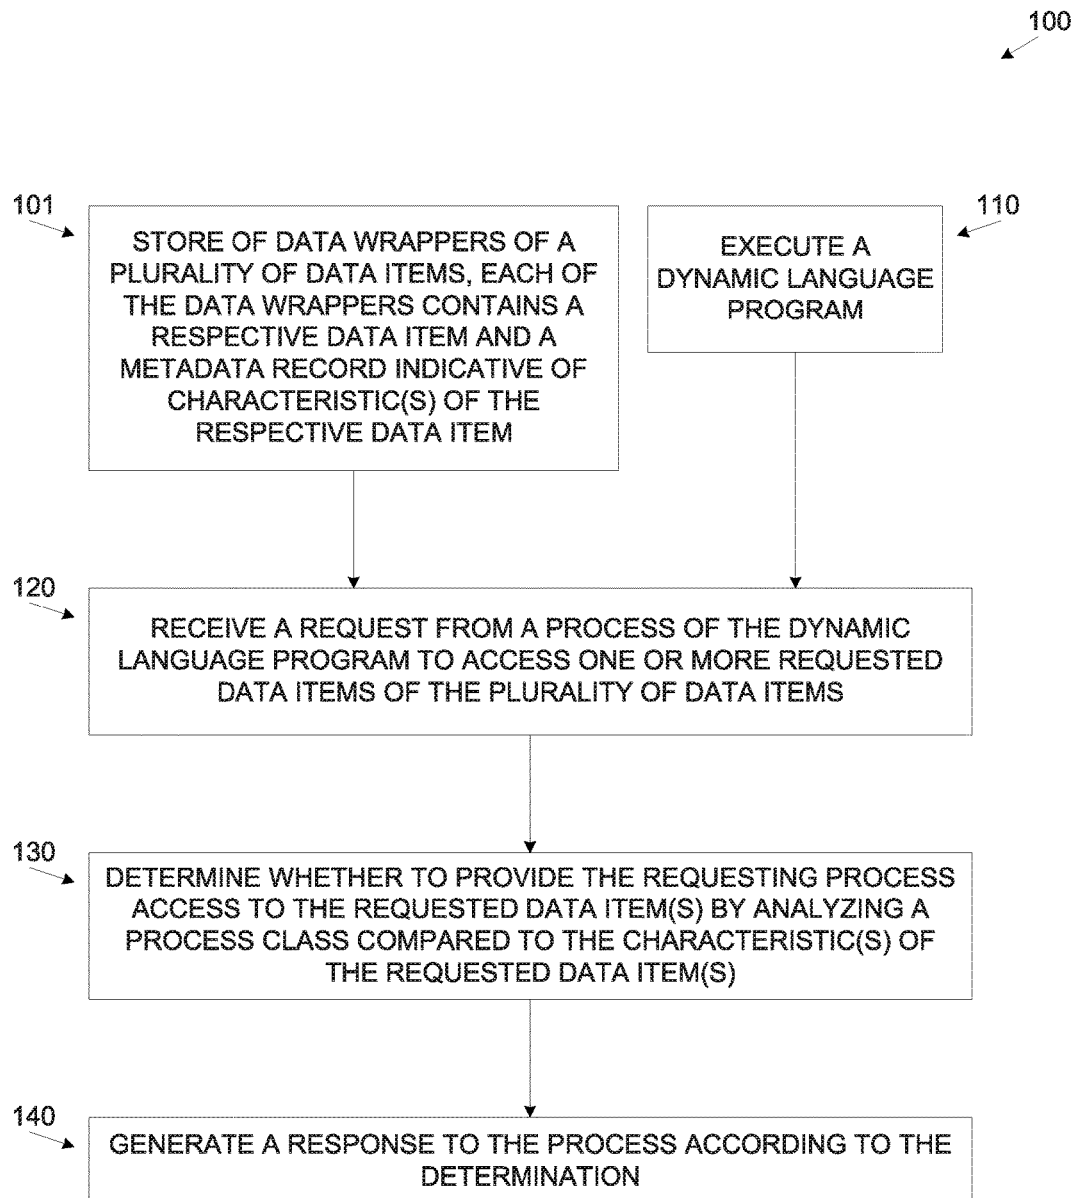 100
101
STORE OF DATA WRAPPERS OF A
PLURALITY OF DATA ITEMS, EACH OF
THE DATA WRAPPERS CONTAINS A
RESPECTIVE DATA ITEM AND A
METADATA RECORD INDICATIVE OF
CHARACTERISTIC(S) OF THE
RESPECTIVE DATA ITEM
110
EXECUTE A
DYNAMIC LANGUAGE
PROGRAM
120
RECEIVE A REQUEST FROM A PROCESS OF THE DYNAMIC
LANGUAGE PROGRAM TO ACCESS ONE OR MORE REQUESTED
DATA ITEMS OF THE PLURALITY OF DATA ITEMS
130
DETERMINE WHETHER TO PROVIDE THE REQUESTING PROCESS
ACCESS TO THE REQUESTED DATA ITEM(S) BY ANALYZING A
PROCESS CLASS COMPARED TO THE CHARACTERISTIC(S) OF
THE REQUESTED DATA ITEM(S)
140
GENERATE A RESPONSE TO THE PROCESS ACCORDING TO THE
DETERMINATION